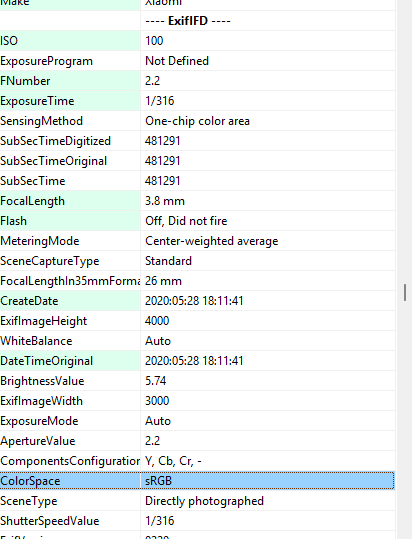 Make Xiaomi
---- ExifIFD ----
ISO 100
ExposureProgram Not Defined
FNumber 2.2
ExposureTime 1/316
SensingMethod One-chip color area
SubSecTimeDigitized 481291
SubSecTimeOriginal 481291
SubSecTime 481291
FocalLength 3.8 mm
Flash Off, Did not fire
MeteringMode Center-weighted average
SceneCaptureType Standard
FocalLengthIn35mmForma 26 mm
CreateDate 2020:05:28 18:11:41
ExifImageHeight 4000
WhiteBalance Auto
DateTimeOriginal 2020:05:28 18:11:41
BrightnessValue 5.74
ExifImageWidth 3000
ExposureMode Auto
ApertureValue 2.2
ComponentsConfiguration Y, Cb, Cr, -
ColorSpace sRGB
SceneType Directly photographed
ShutterSpeedValue 1/316